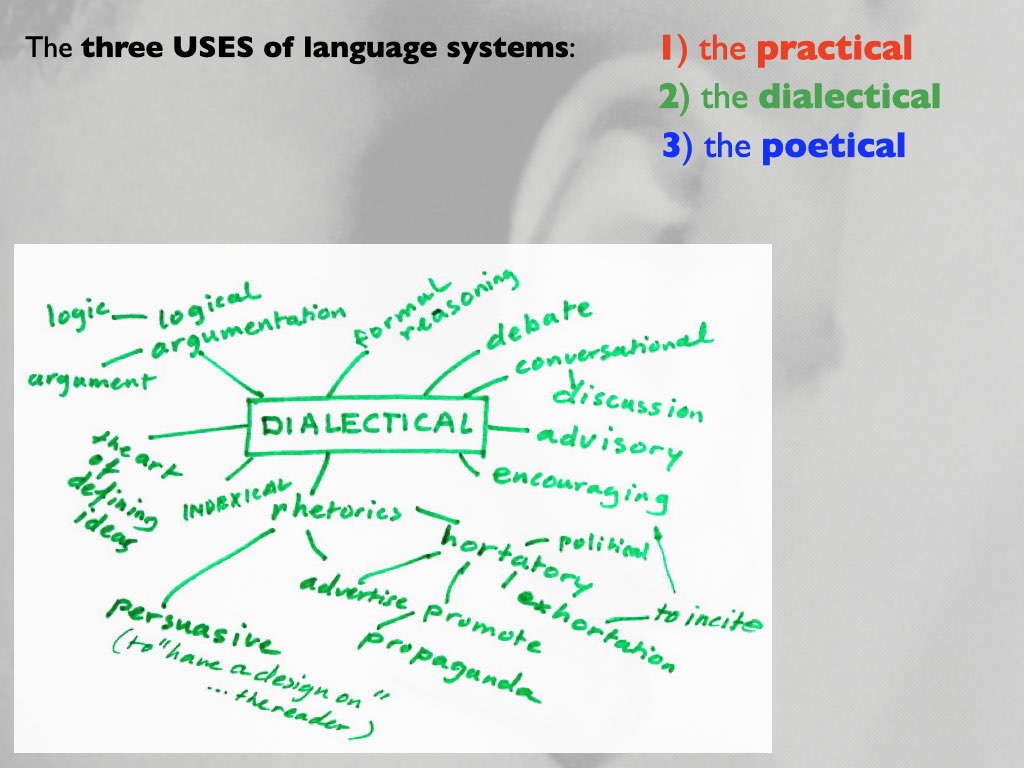 The three USES of language systems:
1) the practical
2) the dialectical
3) the poetical
logic
logical
argumentation
argument
formal
reasoning
debate
conversational
discussion
DIALECTICAL
advisory
encouraging
the art
of
defining
ideas
INDEXICAL
rhetorics
hortatory
political
advertise
promote
exhortation
to incite
propaganda
persuasive
(to "have a design on"
... the reader)